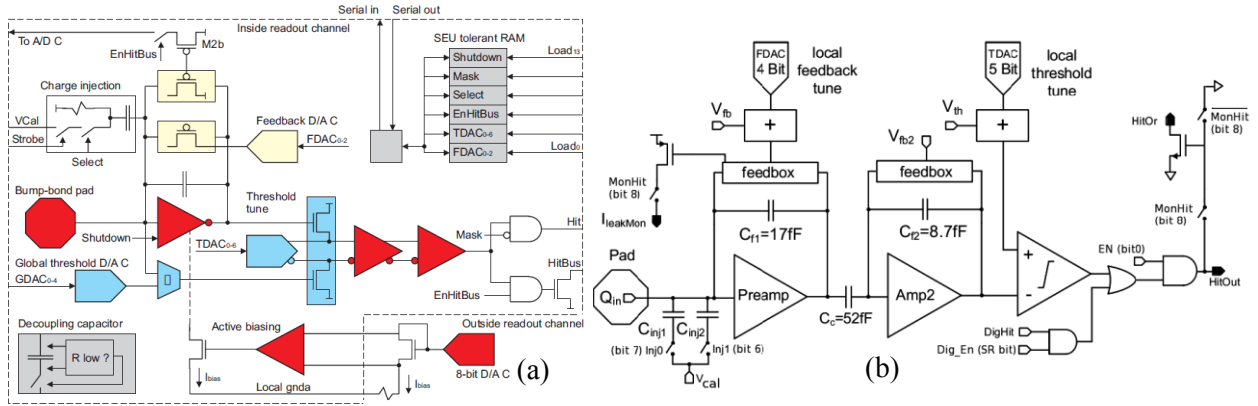 Serial in
Serial out
To A/D C
Inside readout channel
EnHitBus
M2b
SEU tolerant RAM
Shutdown
Load13
Mask
Select
EnHitBus
TDAC0-6
FDAC0-2
Load0
Charge injection
VCal
Strobe
Select
Feedback D/A C
FDAC0-2
Bump-bond pad
Shutdown
Threshold
tune
TDAC0-6
Global threshold D/A C
GDAC0-4
Mask
Hit
HitBus
EnHitBus
Decoupling capacitor
R low ?
Active biasing
Outside readout channel
Ibias
Local gnda
Ibias
8-bit D/A C
(a)
FDAC
4 Bit
local
feedback
tune
TDAC
5 Bit
local
threshold
tune
Vfb
+
Vth
+
Vfb2
MonHit
(bit 8)
IleakMon
feedbox
feedbox
Cf1=17fF
Cf2=8.7fF
HitOr
MonHit
(bit 8)
MonHit
(bit 8)
Pad
Qin
Preamp
Cc=52fF
Amp2
+
-
EN (bit0)
HitOut
Cinj1
Cinj2
(bit 7) Inj0
Inj1 (bit 6)
Vcal
DigHit
Dig_En (SR bit)
(b)